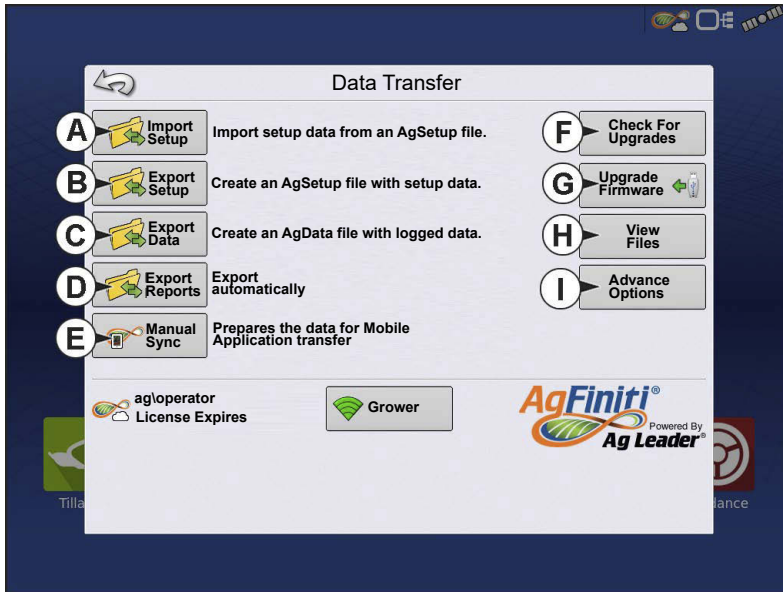 Data Transfer
A
Import
Setup
Import setup data from an AgSetup file.
B
Export
Setup
Create an AgSetup file with setup data.
C
Export
Data
Create an AgData file with logged data.
D
Export
Reports
Export
automatically
E
Manual
Sync
Prepares the data for Mobile
Application transfer
F
Check For
Upgrades
G
Upgrade
Firmware
H
View
Files
I
Advance
Options
ag\operator
License Expires
Grower
AgFiniti®
Powered By
Ag Leader®
Tilla
dance